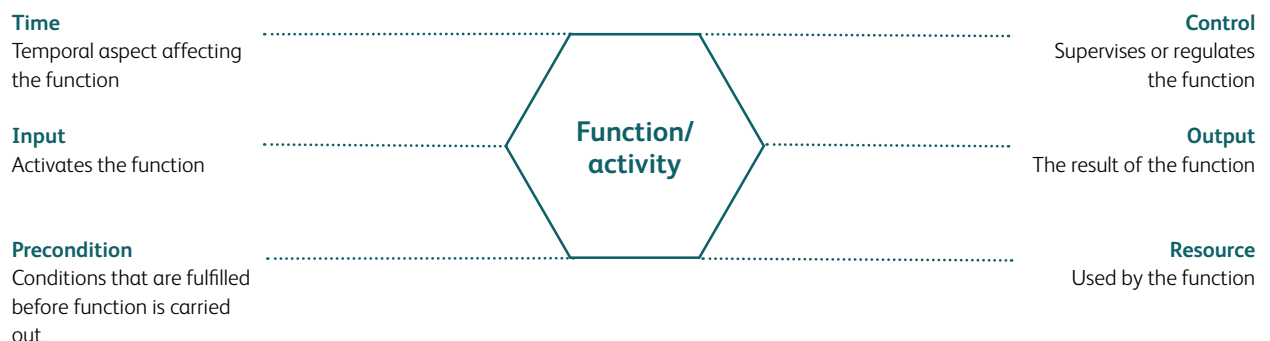 Time
Temporal aspect affecting
the function
Control
Supervises or regulates
the function
Input
Activates the function
Function/
activity
Output
The result of the function
Precondition
Conditions that are fulfilled
before function is carried
out
Resource
Used by the function